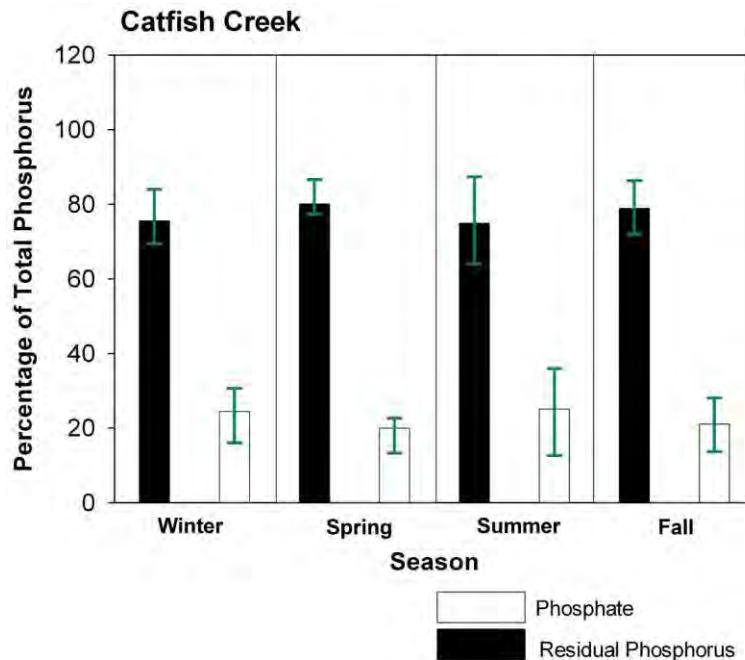 Catfish Creek
Percentage of Total Phosphorus
120
100
80
60
40
20
0
Winter Spring Summer Fall
Season
Phosphate
Residual Phosphorus